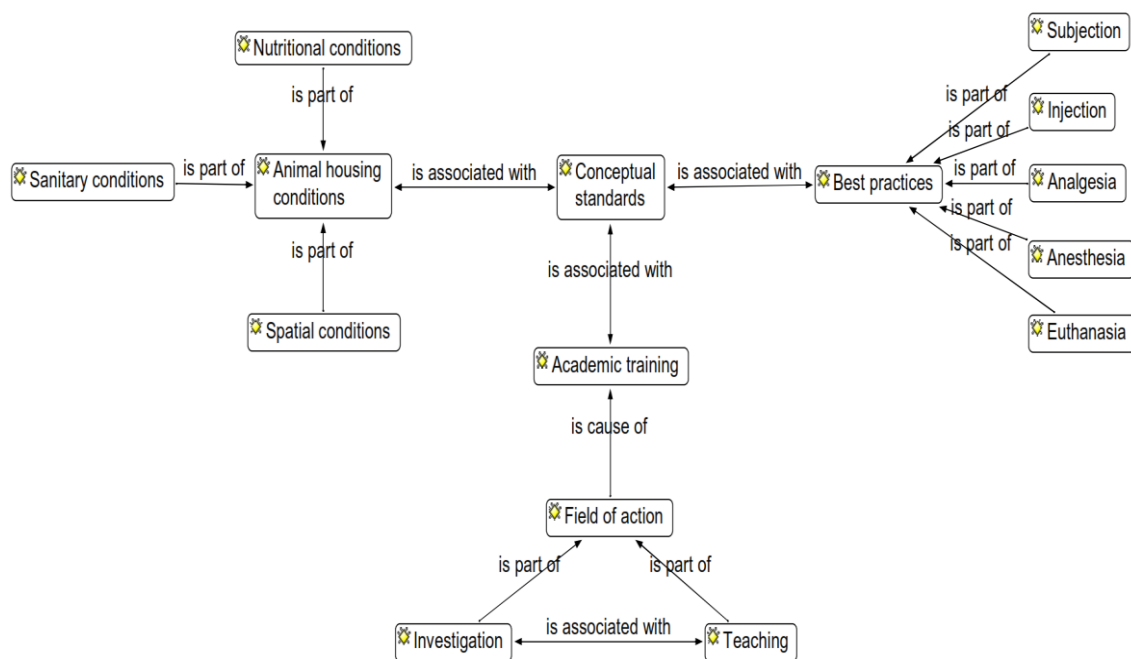 Subjection
Nutritional conditions
is part of
is part of
Injection
is part of
Sanitary conditions
is part of
Animal housing
conditions
is associated with
Conceptual
standards
is associated with
Best practices
is part of
Analgesia
is part of
is part of
is part of
Anesthesia
is associated with
Spatial conditions
Euthanasia
Academic training
is cause of
Field of action
is part of
is part of
Investigation
is associated with
Teaching